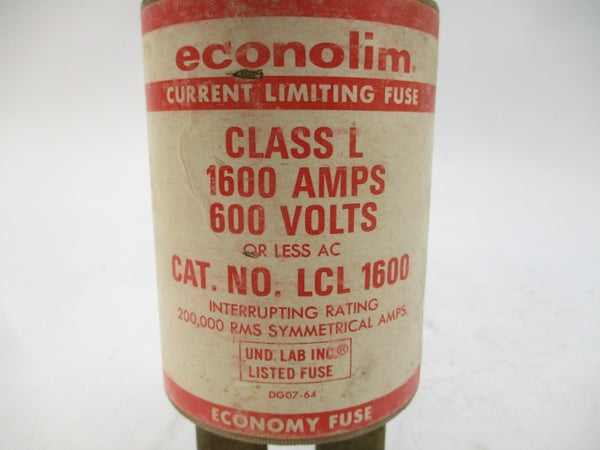 econolim
CURRENT LIMITING FUSE
CLASS L
1600 AMPS
600 VOLTS
OR LESS AC
CAT. NO. LCL 1600
INTERRUPTING RATING
200,000 RMS SYMMETRICAL AMPS.
UND. LAB INC.®
LISTED FUSE
DG07-64
ECONOMY FUSE